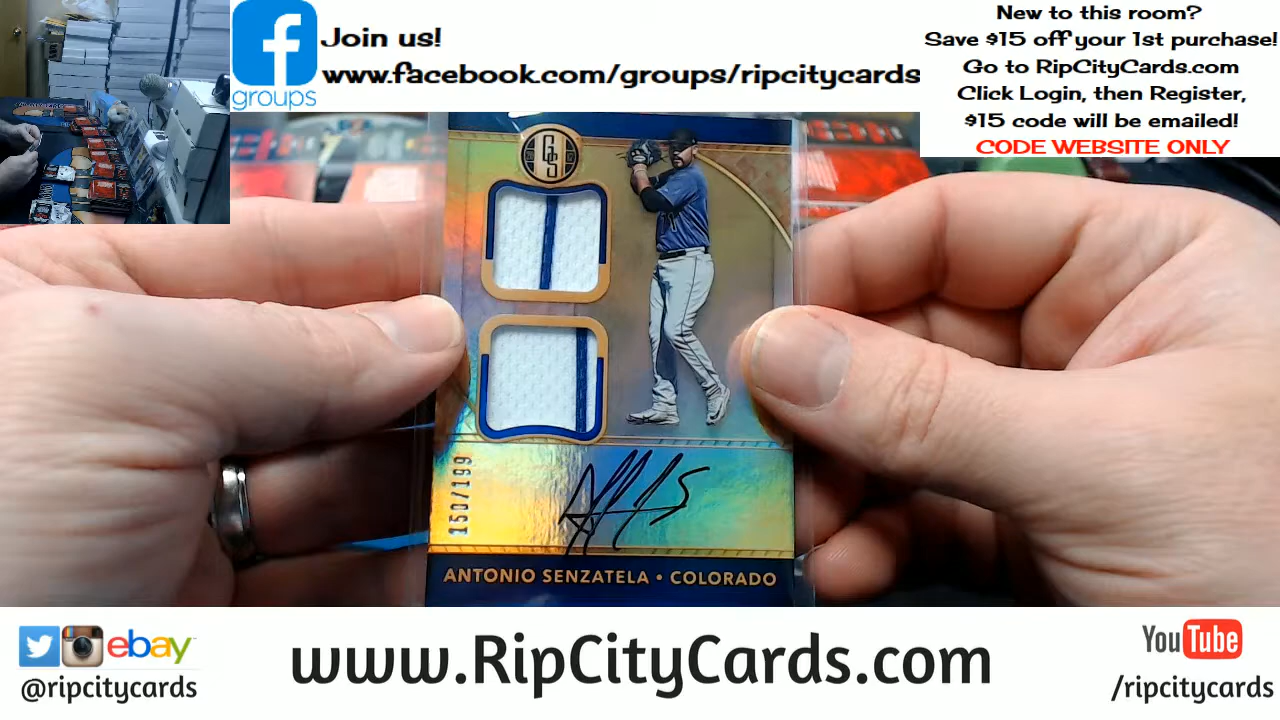 Join us!
www.facebook.com/groups/ripcitycards
groups
New to this room?
Save $15 off your 1st purchase!
Go to RipCityCards.com
Click Login, then Register,
$15 code will be emailed!
CODE WEBSITE ONLY
GS
150/199
ANTONIO SENZATELA • COLORADO
ebay
@ripcitycards
www.RipCityCards.com
YouTube
/ripcitycards